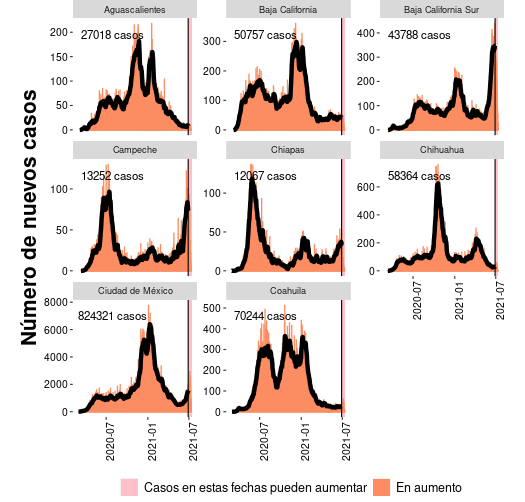 Número de nuevos casos
Aguascalientes
Baja California
Baja California Sur
27018 casos
50757 casos
43788 casos
200
150
100
50
0
300
200
100
0
400
300
200
100
0
Campeche
Chiapas
Chihuahua
13252 casos
12067 casos
58364 casos
100
50
0
100
50
0
600
400
200
0
Ciudad de México
Coahuila
824321 casos
70244 casos
8000
6000
4000
2000
0
500
400
300
200
100
0
2020-07
2021-01
2021-07
2020-07
2021-01
2021-07
2020-07
2021-01
2021-07
Casos en estas fechas pueden aumentar
En aumento